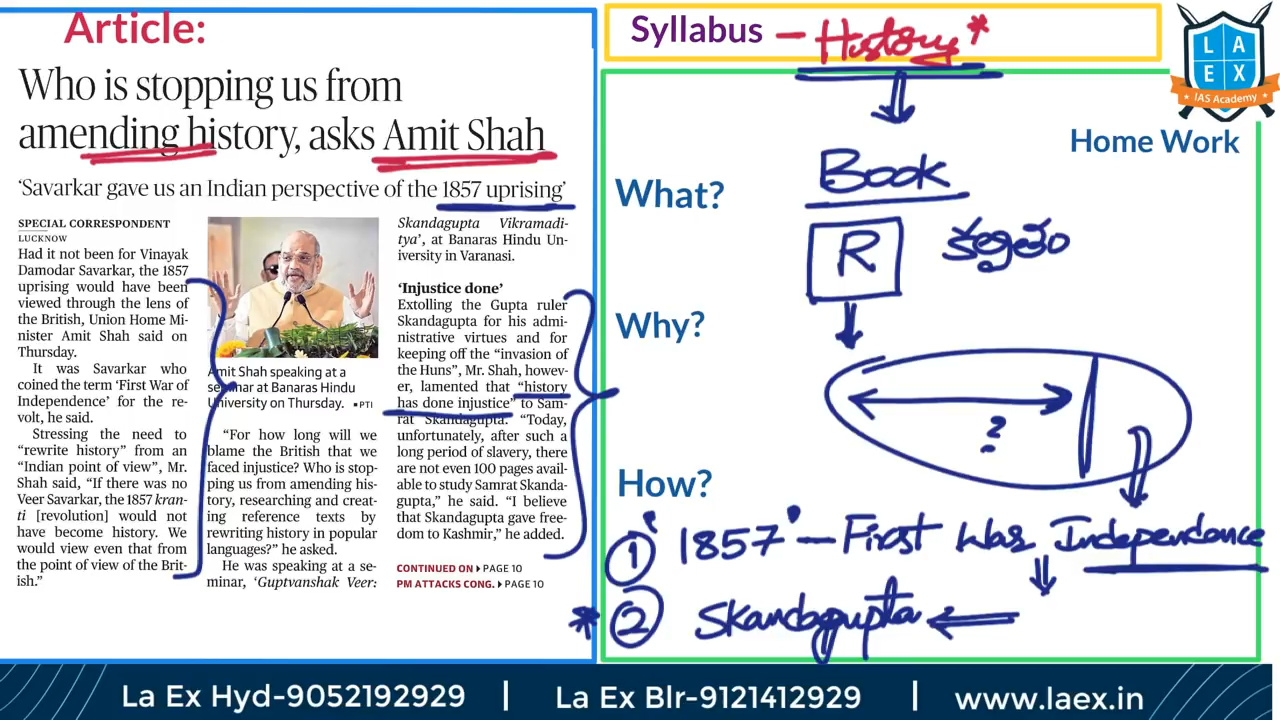 Article:
Who is stopping us from
amending history, asks Amit Shah
‘Savarkar gave us an Indian perspective of the 1857 uprising’
SPECIAL CORRESPONDENT
LUCKNOW
Had it not been for Vinayak
Damodar Savarkar, the 1857
uprising would have been
viewed through the lens of
the British, Union Home Mi-
nister Amit Shah said on
Thursday.
It was Savarkar who
coined the term ‘First War of
Independence’ for the re-
volt, he said.
Stressing the need to
“rewrite history” from an
“Indian point of view”, Mr.
Shah said, “If there was no
Veer Savarkar, the 1857 kran-
ti [revolution] would not
have become history. We
would view even that from
the point of view of the Brit-
ish.”
Amit Shah speaking at a
seminar at Banaras Hindu
University on Thursday. ▪PTI
“For how long will we
blame the British that we
faced injustice? Who is stop-
ping us from amending his-
tory, researching and creat-
ing reference texts by
rewriting history in popular
languages?” he asked.
He was speaking at a se-
minar, ‘Guptvanshak Veer:
Skandagupta Vikramadi-
tya’, at Banaras Hindu Un-
iversity in Varanasi.
‘Injustice done’
Extolling the Gupta ruler
Skandagupta for his admi-
nistrative virtues and for
keeping off the “invasion of
the Huns”, Mr. Shah, howev-
er, lamented that “history
has done injustice” to Sam-
rat Skandagupta. “Today,
unfortunately, after such a
long period of slavery, there
are not even 100 pages avail-
able to study Samrat Skanda-
gupta,” he said. “I believe
that Skandagupta gave free-
dom to Kashmir,” he added.
CONTINUED ON ▸ PAGE 10
PM ATTACKS CONG. ▸ PAGE 10
Syllabus – History *
L A
E X
IAS Academy
Home Work
Book
What?
R
Why?
?
How?
① '1857' – First War Independence
* ② Skandagupta
La Ex Hyd-9052192929 | La Ex Blr-9121412929 | www.laex.in